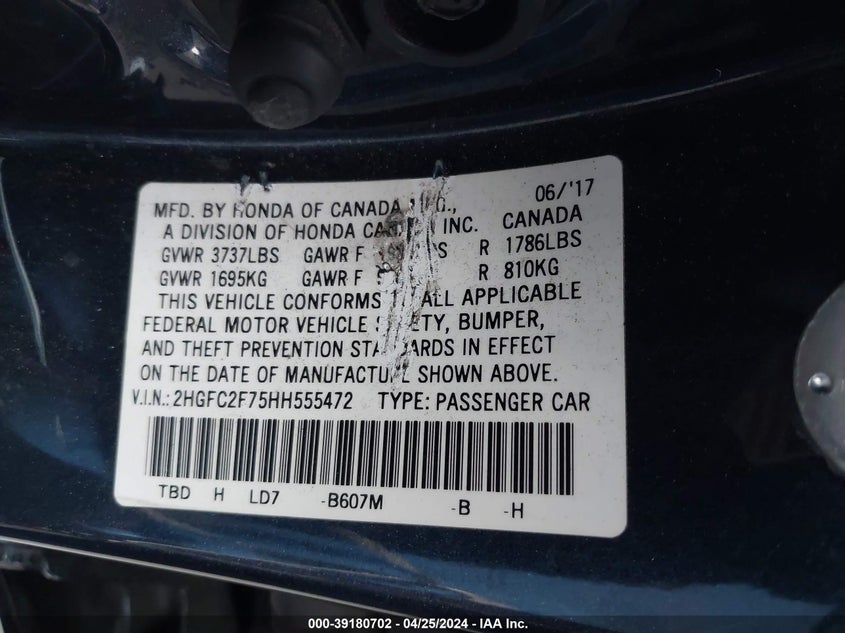 06/'17
MFD. BY HONDA OF CANADA
A DIVISION OF HONDA INC. CANADA
GVWR 3737LBS GAWR F R 1786LBS
GVWR 1695KG GAWR F R 810KG
THIS VEHICLE CONFORMS ALL APPLICABLE
FEDERAL MOTOR VEHICLE BUMPER,
AND THEFT PREVENTION IN EFFECT
ON THE DATE OF MANUFACTURE SHOWN ABOVE.
V.I.N.: 2HGFC2F75HH555472 TYPE: PASSENGER CAR
TBD H LD7 -B607M -B -H
000-39180702 - 04/25/2024 - IAA Inc.